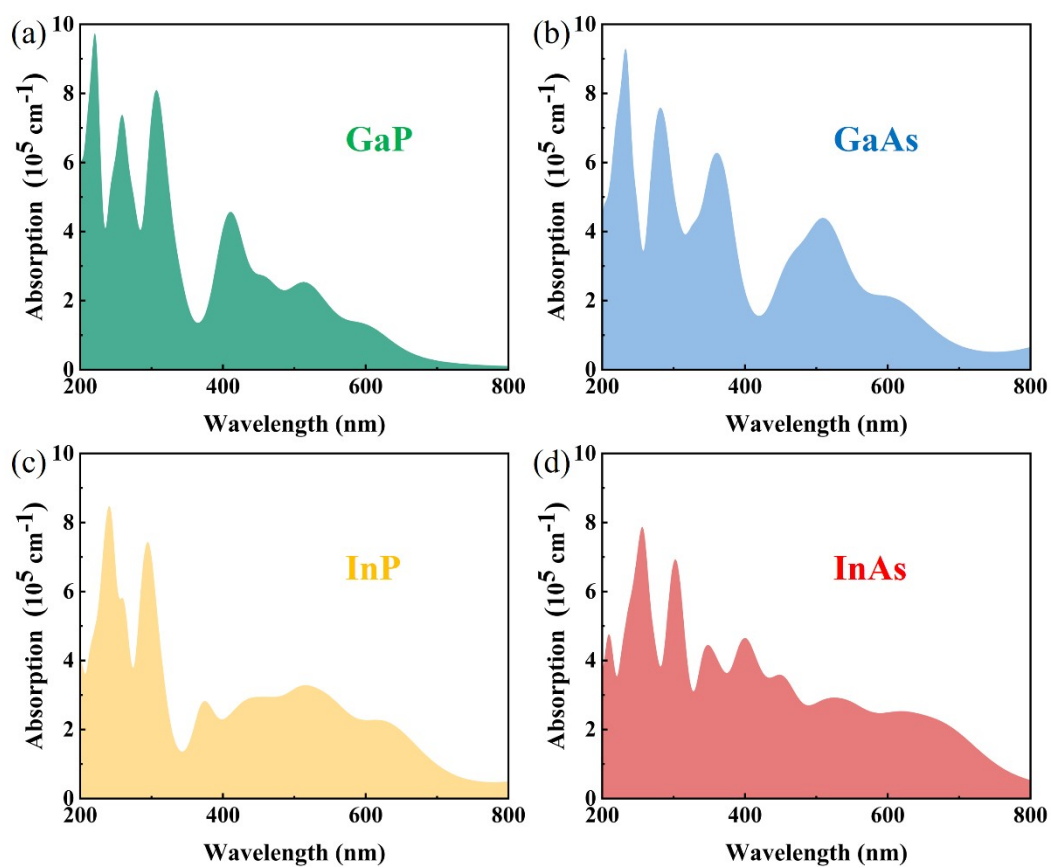 (a)
Absorption (10⁵ cm⁻¹)
10
8
6
4
2
0
GaP
200 400 600 800
Wavelength (nm)
(b)
Absorption (10⁵ cm⁻¹)
10
8
6
4
2
0
GaAs
200 400 600 800
Wavelength (nm)
(c)
Absorption (10⁵ cm⁻¹)
10
8
6
4
2
0
InP
200 400 600 800
Wavelength (nm)
(d)
Absorption (10⁵ cm⁻¹)
10
8
6
4
2
0
InAs
200 400 600 800
Wavelength (nm)